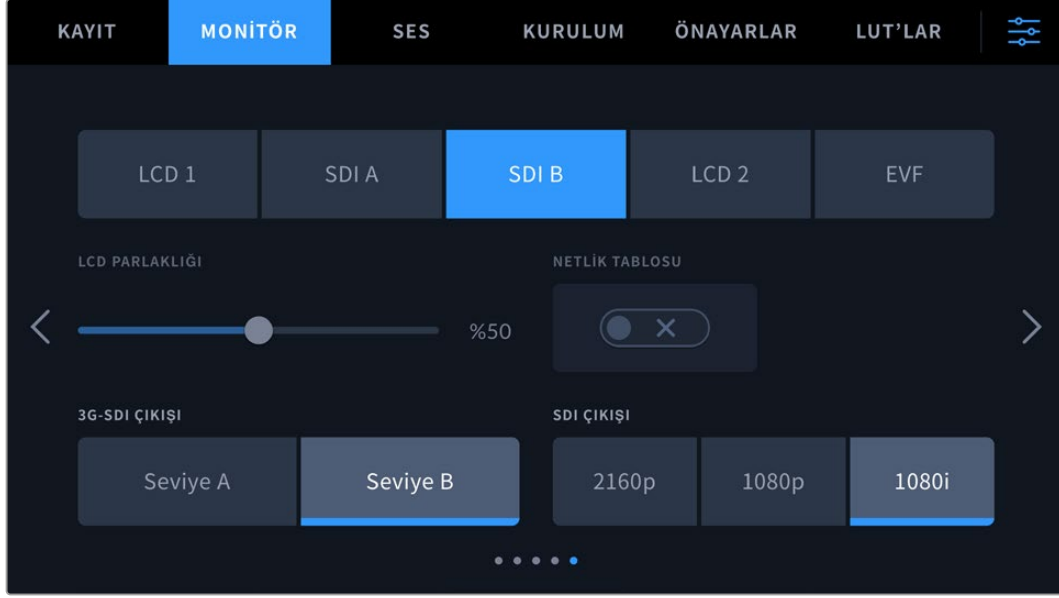 KAYIT MONİTÖR SES KURULUM ÖNAYARLAR LUT’LAR
LCD 1 SDI A SDI B LCD 2 EVF
LCD PARLAKLIĞI NETLİK TABLOSU
%50
3G-SDI ÇIKIŞI SDI ÇIKIŞI
Seviye A Seviye B 2160p 1080p 1080i